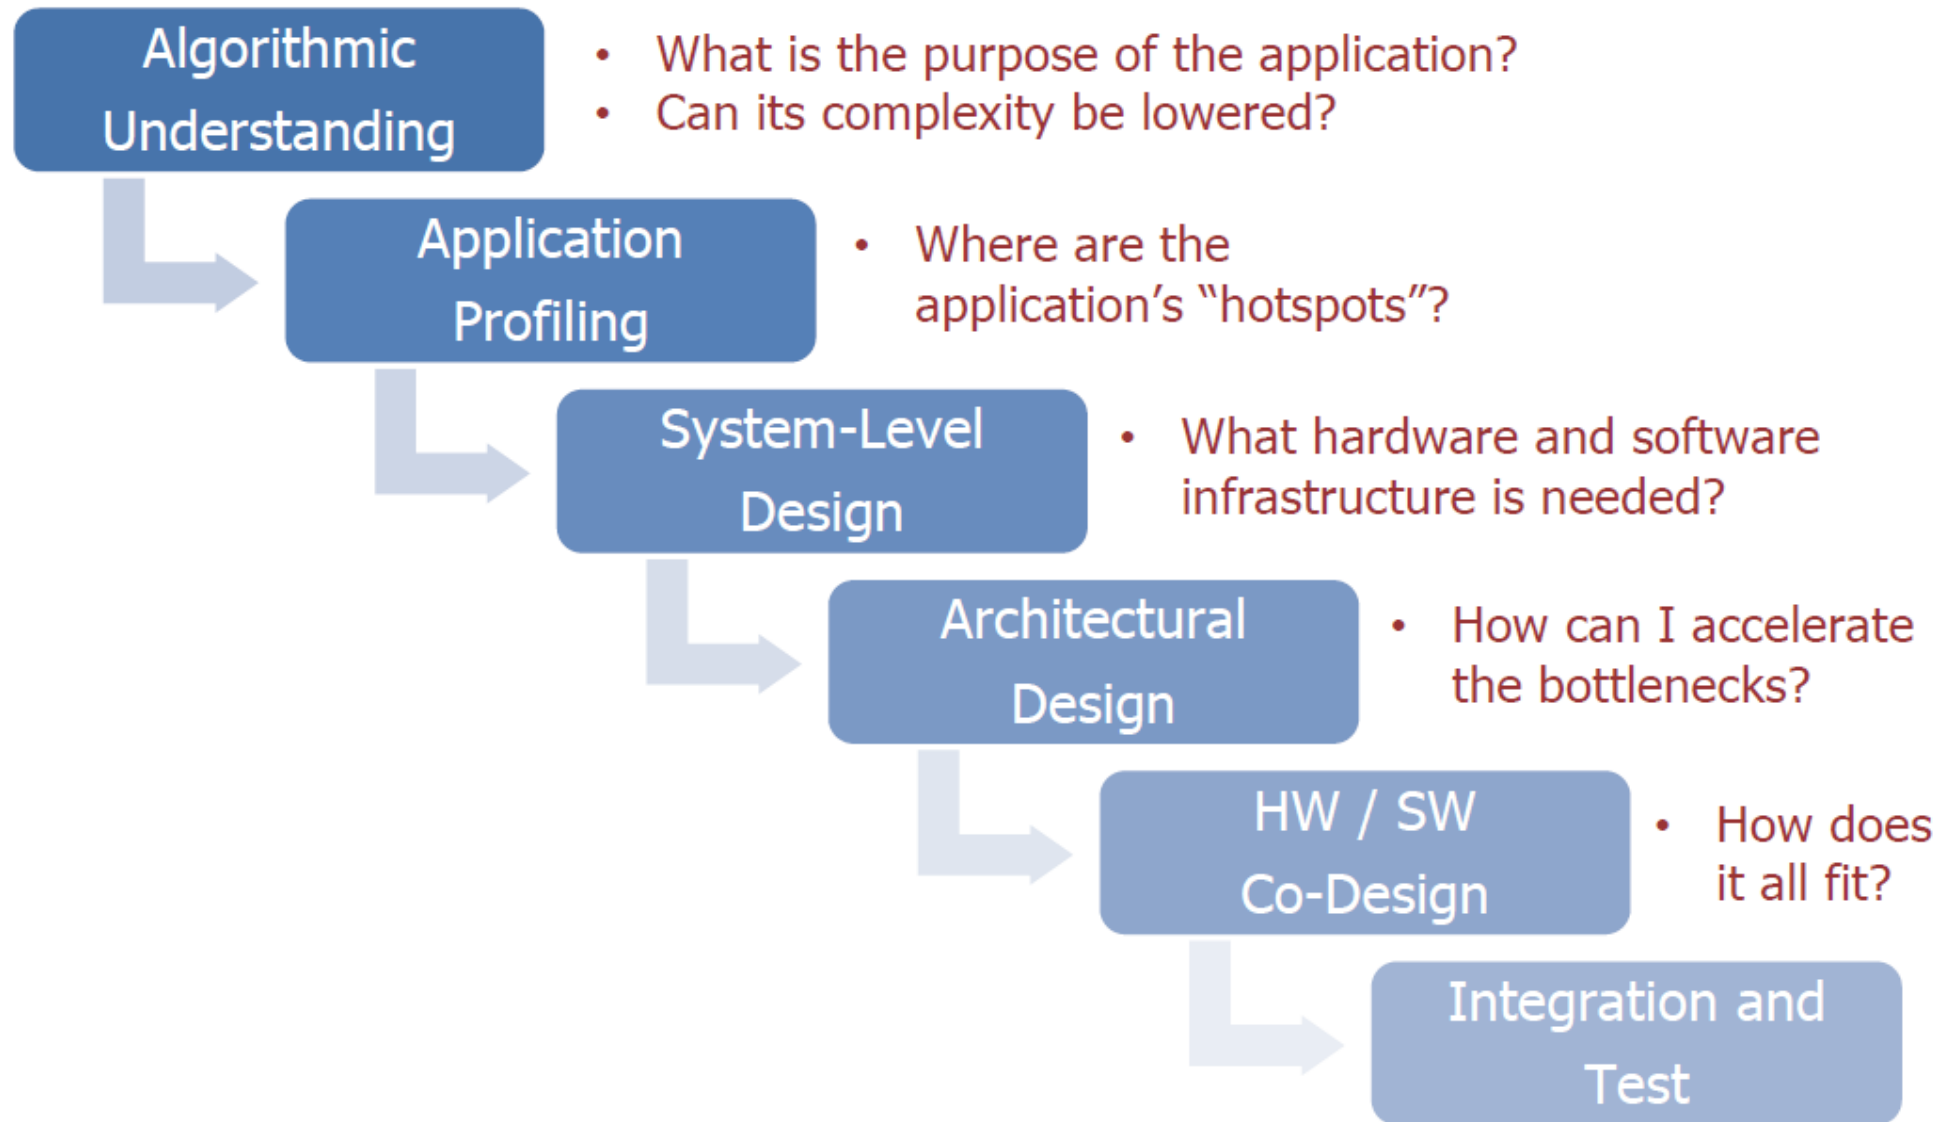 Algorithmic
Understanding
• What is the purpose of the application?
• Can its complexity be lowered?
Application
Profiling
• Where are the
application’s “hotspots”?
System-Level
Design
• What hardware and software
infrastructure is needed?
Architectural
Design
• How can I accelerate
the bottlenecks?
HW / SW
Co-Design
• How does
it all fit?
Integration and
Test